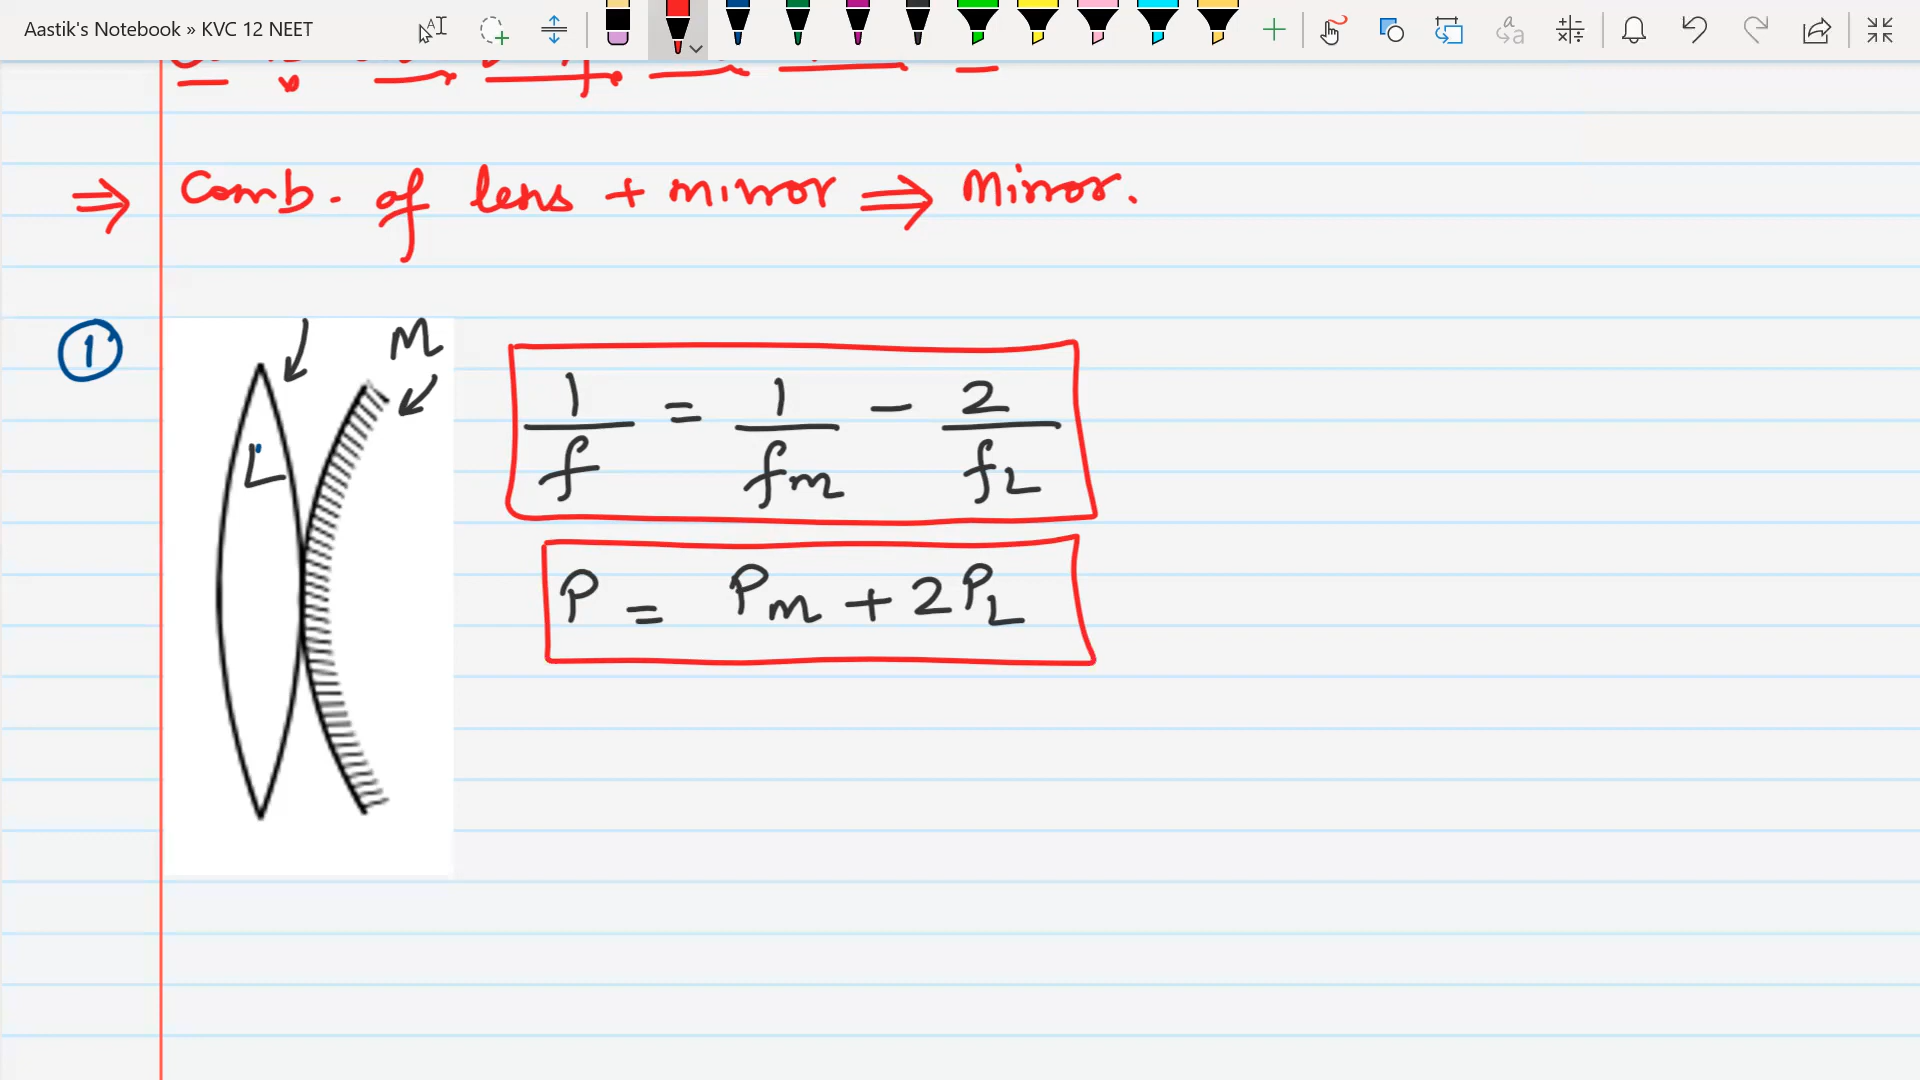 Aastik's Notebook » KVC 12 NEET
⇒ Comb. of lens + mirror ⇒ Mirror.
1
M
L
1/f = 1/fm - 2/fL
P = Pm + 2PL